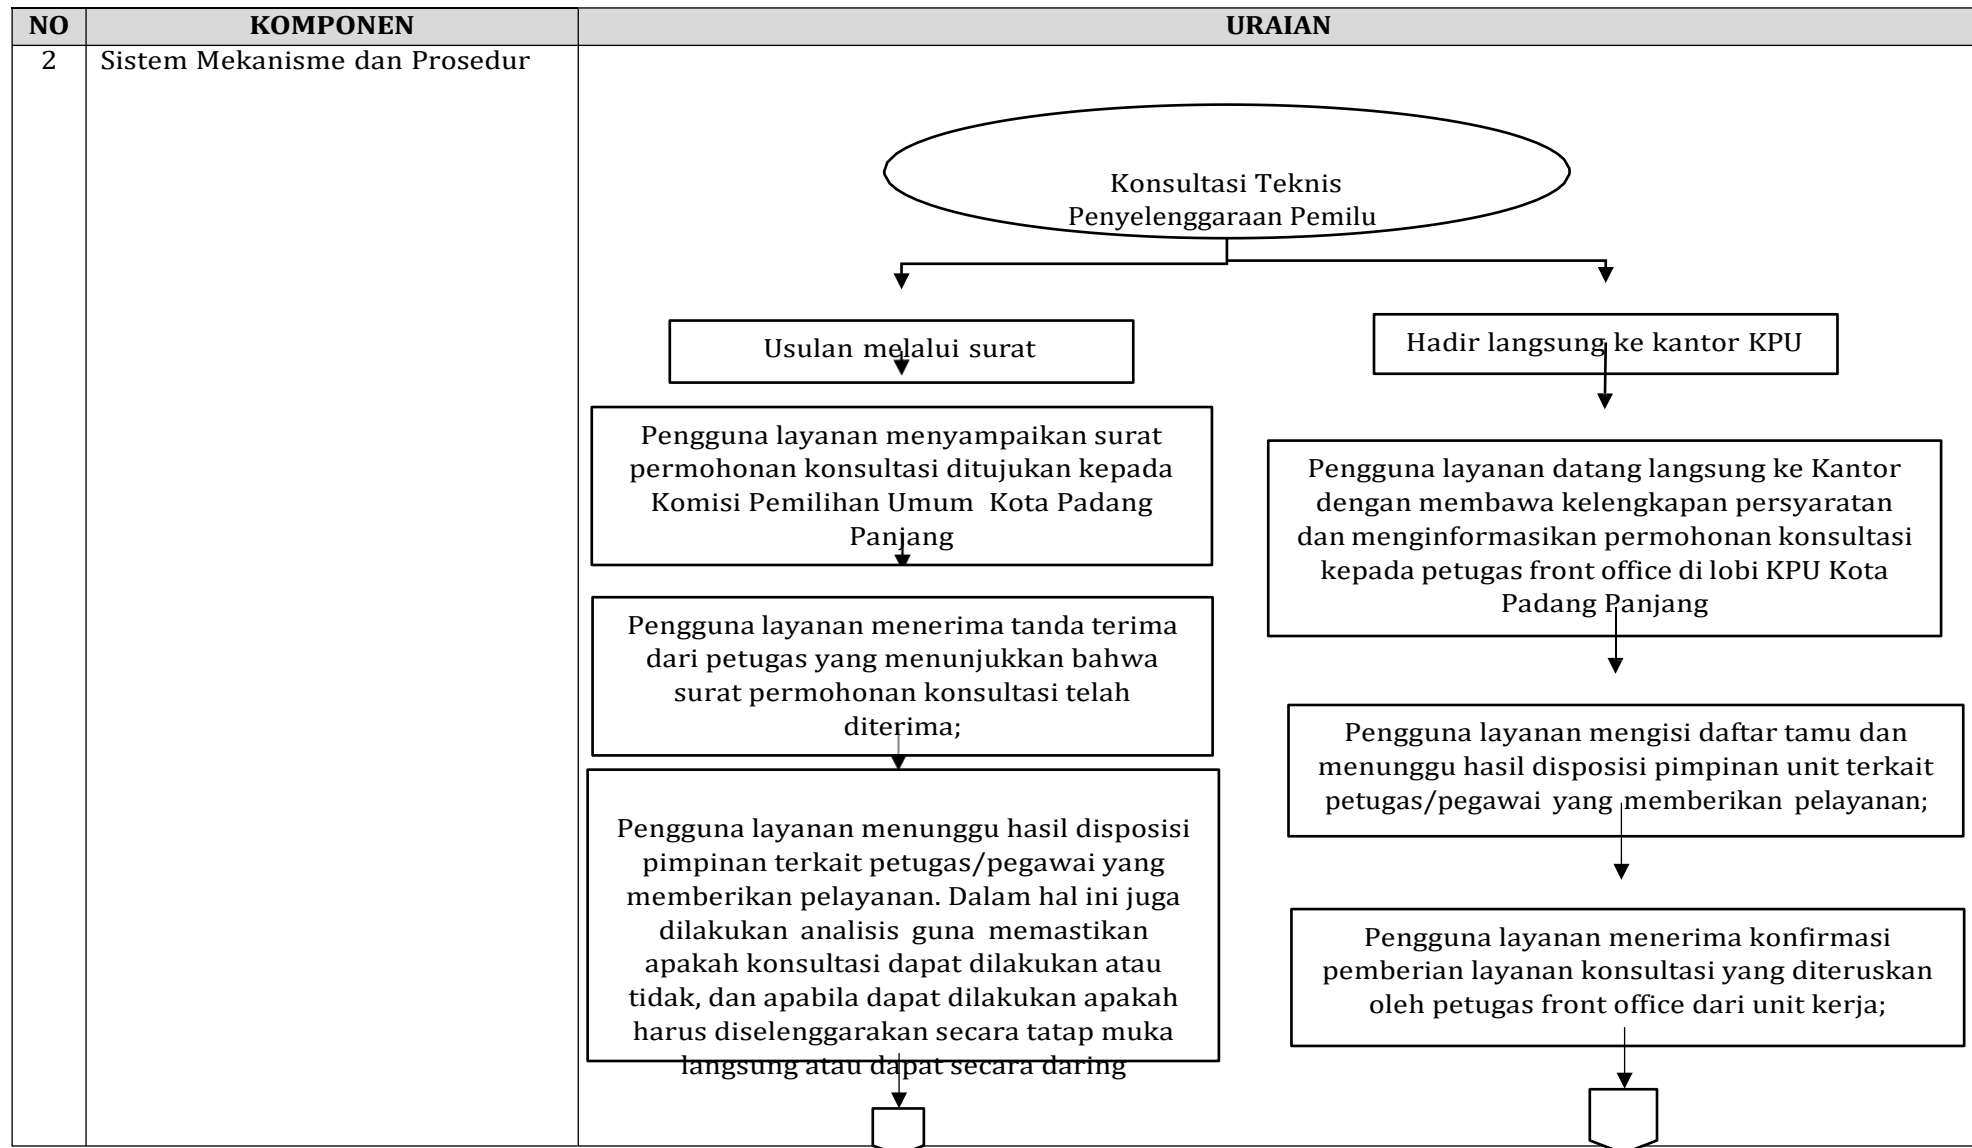 NO
KOMPONEN
URAIAN
2
Sistem Mekanisme dan Prosedur
Konsultasi Teknis
Penyelenggaraan Pemilu
Usulan melalui surat
Pengguna layanan menyampaikan surat
permohonan konsultasi ditujukan kepada
Komisi Pemilihan Umum Kota Padang
Panjang
Pengguna layanan menerima tanda terima
dari petugas yang menunjukkan bahwa
surat permohonan konsultasi telah
diterima;
Pengguna layanan menunggu hasil disposisi
pimpinan terkait petugas/pegawai yang
memberikan pelayanan. Dalam hal ini juga
dilakukan analisis guna memastikan
apakah konsultasi dapat dilakukan atau
tidak, dan apabila dapat dilakukan apakah
harus diselenggarakan secara tatap muka
langsung atau dapat secara daring
Hadir langsung ke kantor KPU
Pengguna layanan datang langsung ke Kantor
dengan membawa kelengkapan persyaratan
dan menginformasikan permohonan konsultasi
kepada petugas front office di lobi KPU Kota
Padang Panjang
Pengguna layanan mengisi daftar tamu dan
menunggu hasil disposisi pimpinan unit terkait
petugas/pegawai yang memberikan pelayanan;
Pengguna layanan menerima konfirmasi
pemberian layanan konsultasi yang diteruskan
oleh petugas front office dari unit kerja;